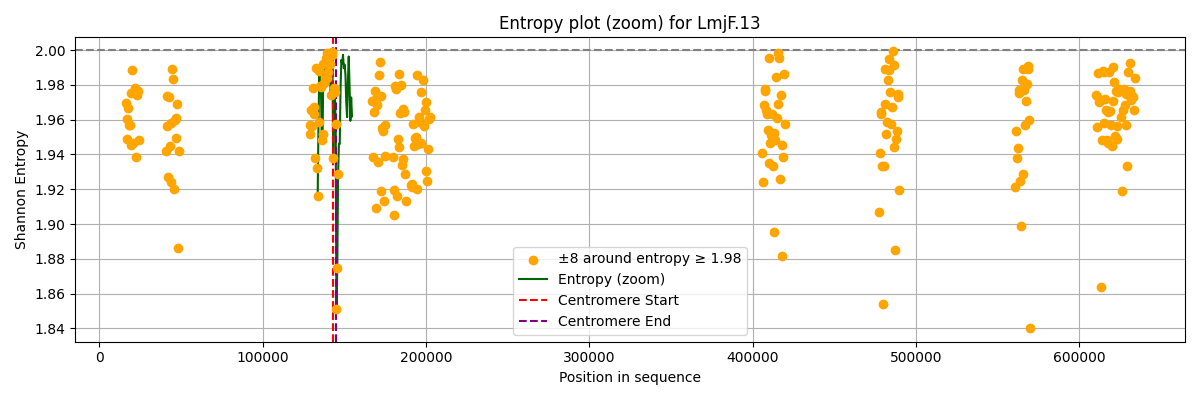 Entropy plot (zoom) for LmjF.13
Shannon Entropy
2.00
1.98
1.96
1.94
1.92
1.90
1.88
1.86
1.84
±8 around entropy ≥ 1.98
Entropy (zoom)
Centromere Start
Centromere End
0 100000 200000 300000 400000 500000 600000
Position in sequence